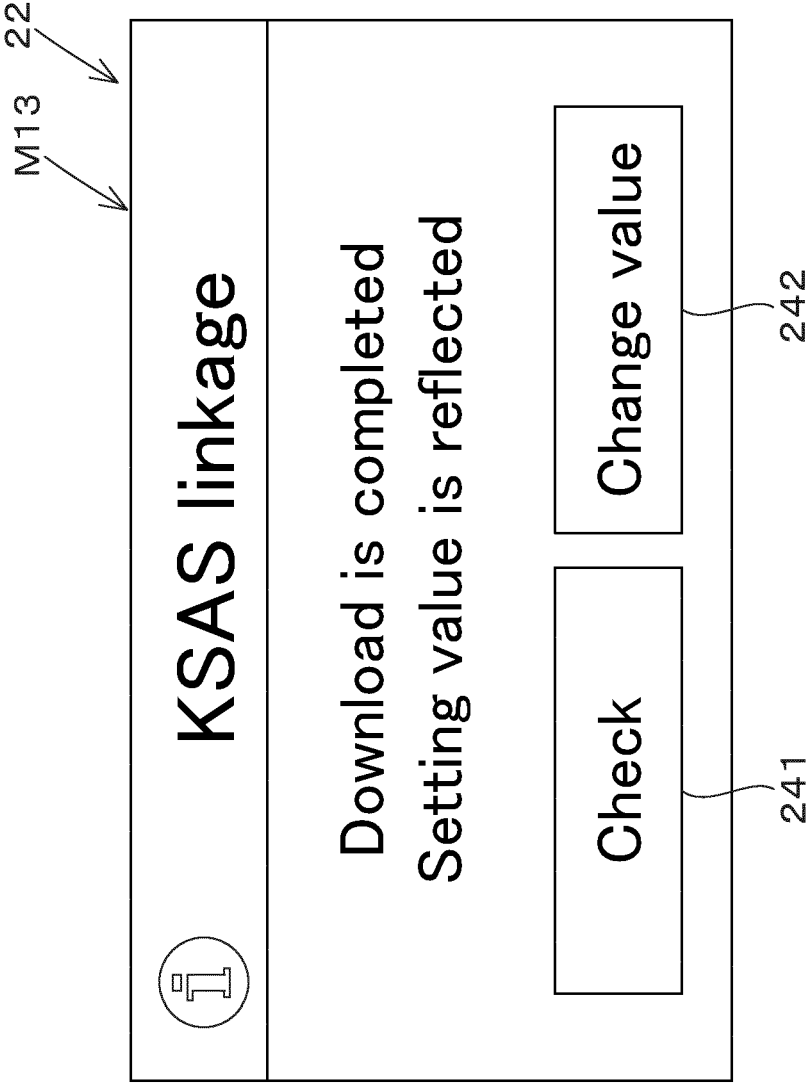 22
M13
i
KSAS linkage
Download is completed
Setting value is reflected
Check
Change value
241
242